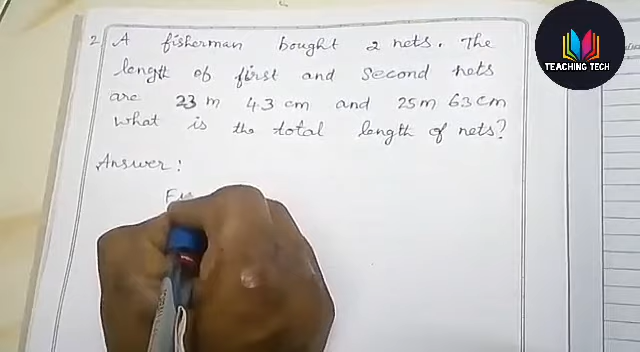 2. A fisherman bought 2 nets. The
length of first and second nets
are 23 m 43 cm and 25m 63 cm
what is the total length of nets?
Answer:
TEACHING TECH